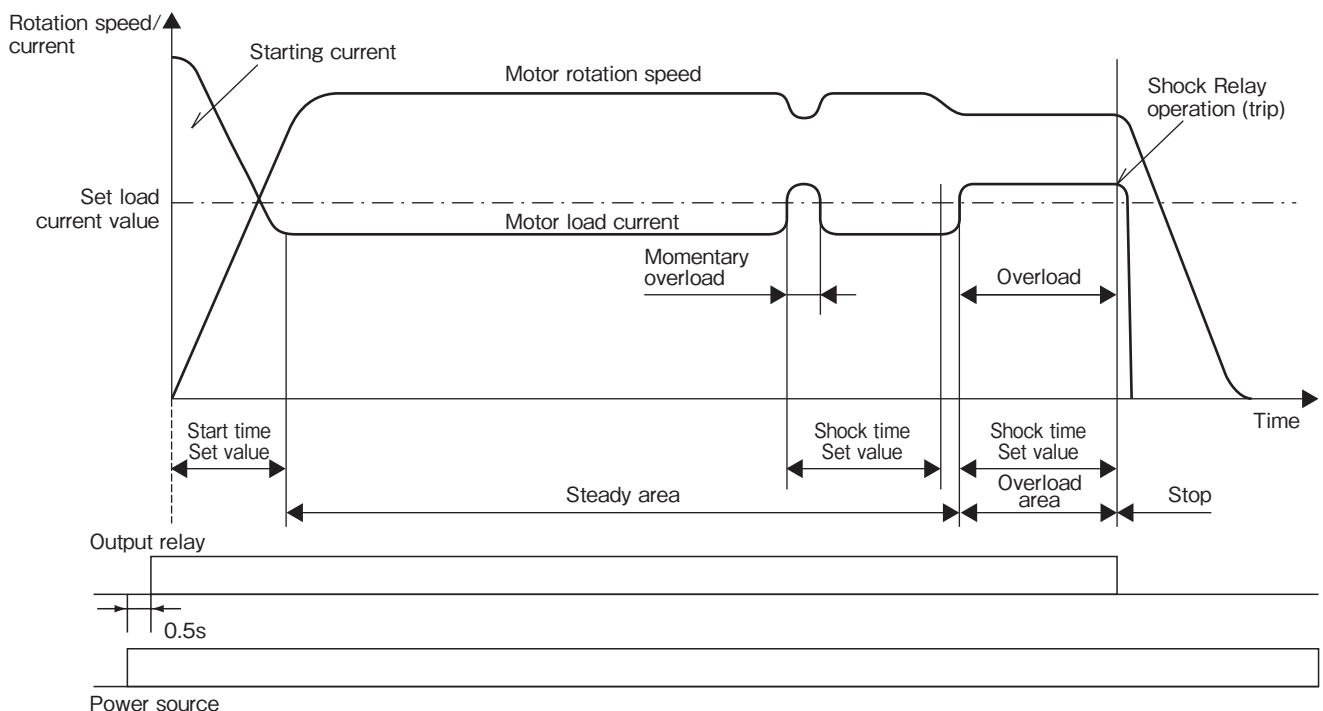 Rotation speed/
current
Starting current
Motor rotation speed
Shock Relay
operation (trip)
Set load
current value
Motor load current
Momentary
overload
Overload
Time
Start time
Set value
Shock time
Set value
Shock time
Set value
Steady area
Overload
area
Stop
Output relay
0.5s
Power source